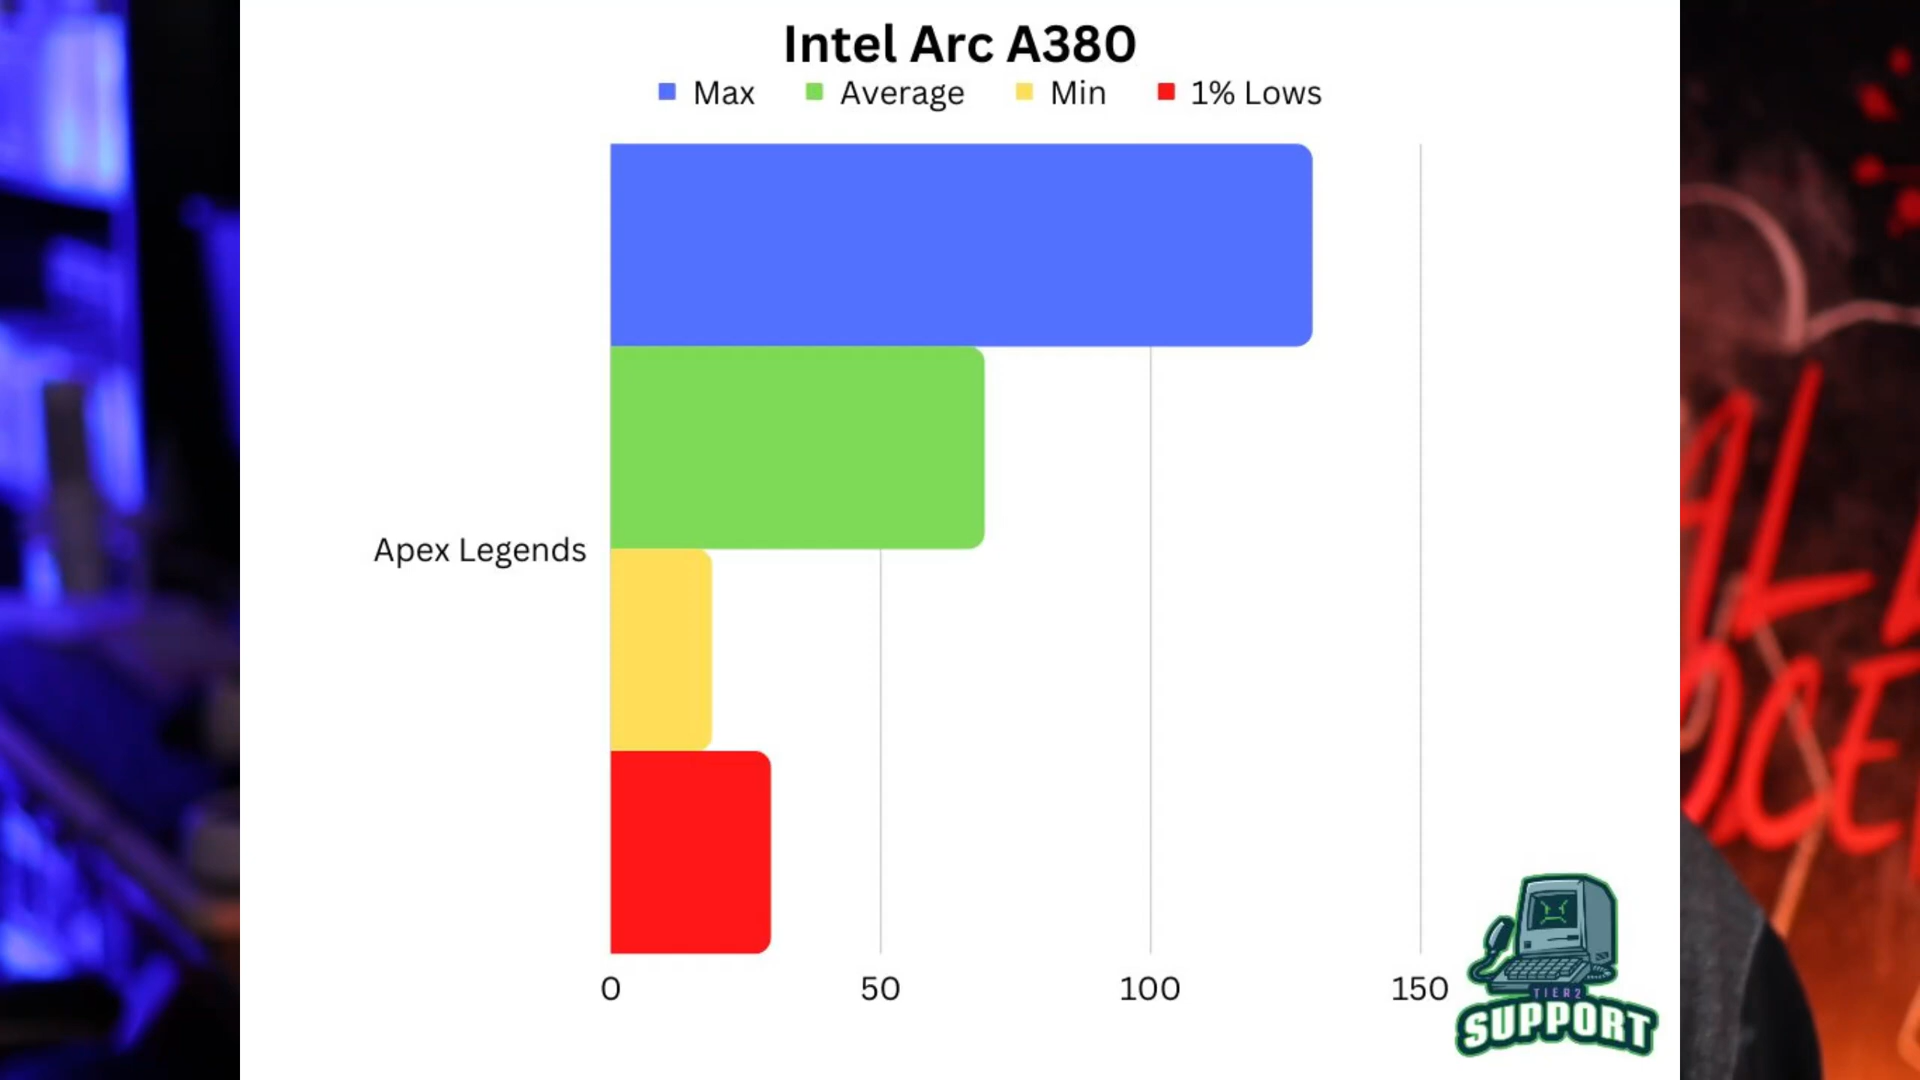 Intel Arc A380
Max Average Min 1% Lows
Apex Legends
0 50 100 150
TIER2
SUPPORT